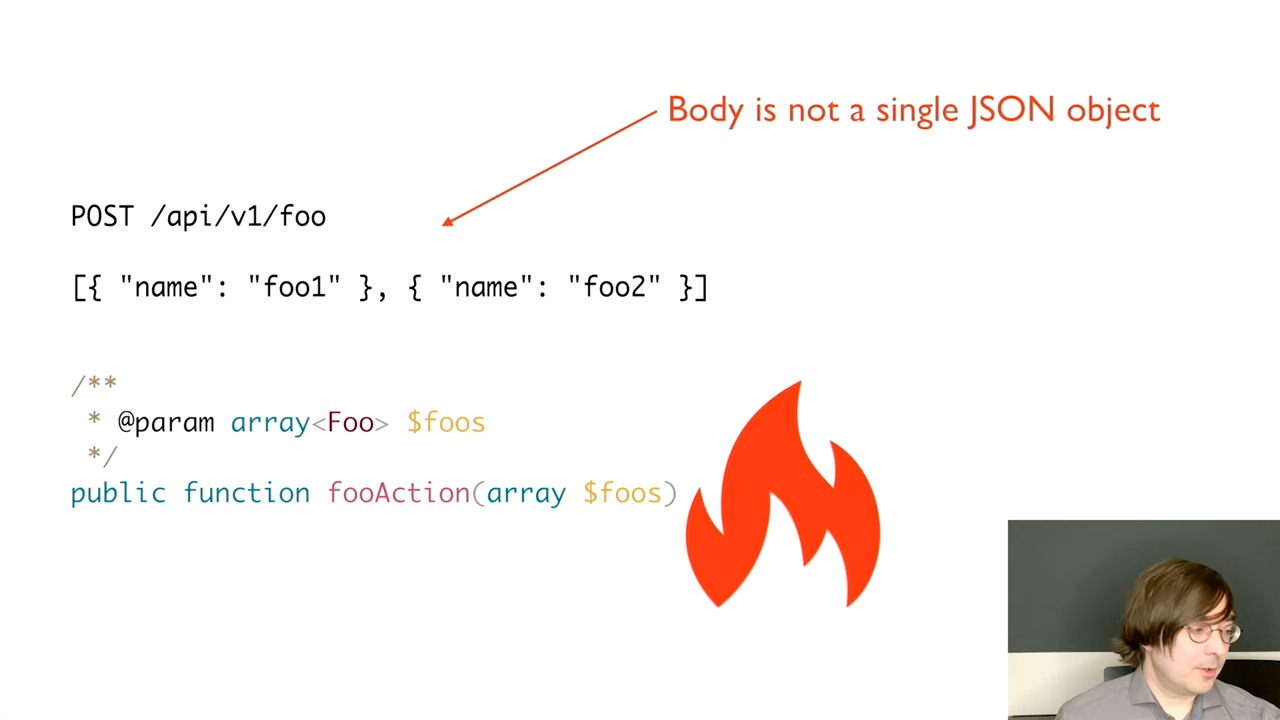 Body is not a single JSON object
POST /api/v1/foo
[{ "name": "foo1" }, { "name": "foo2" }]
/**
 * @param array<Foo> $foos
 */
public function fooAction(array $foos)